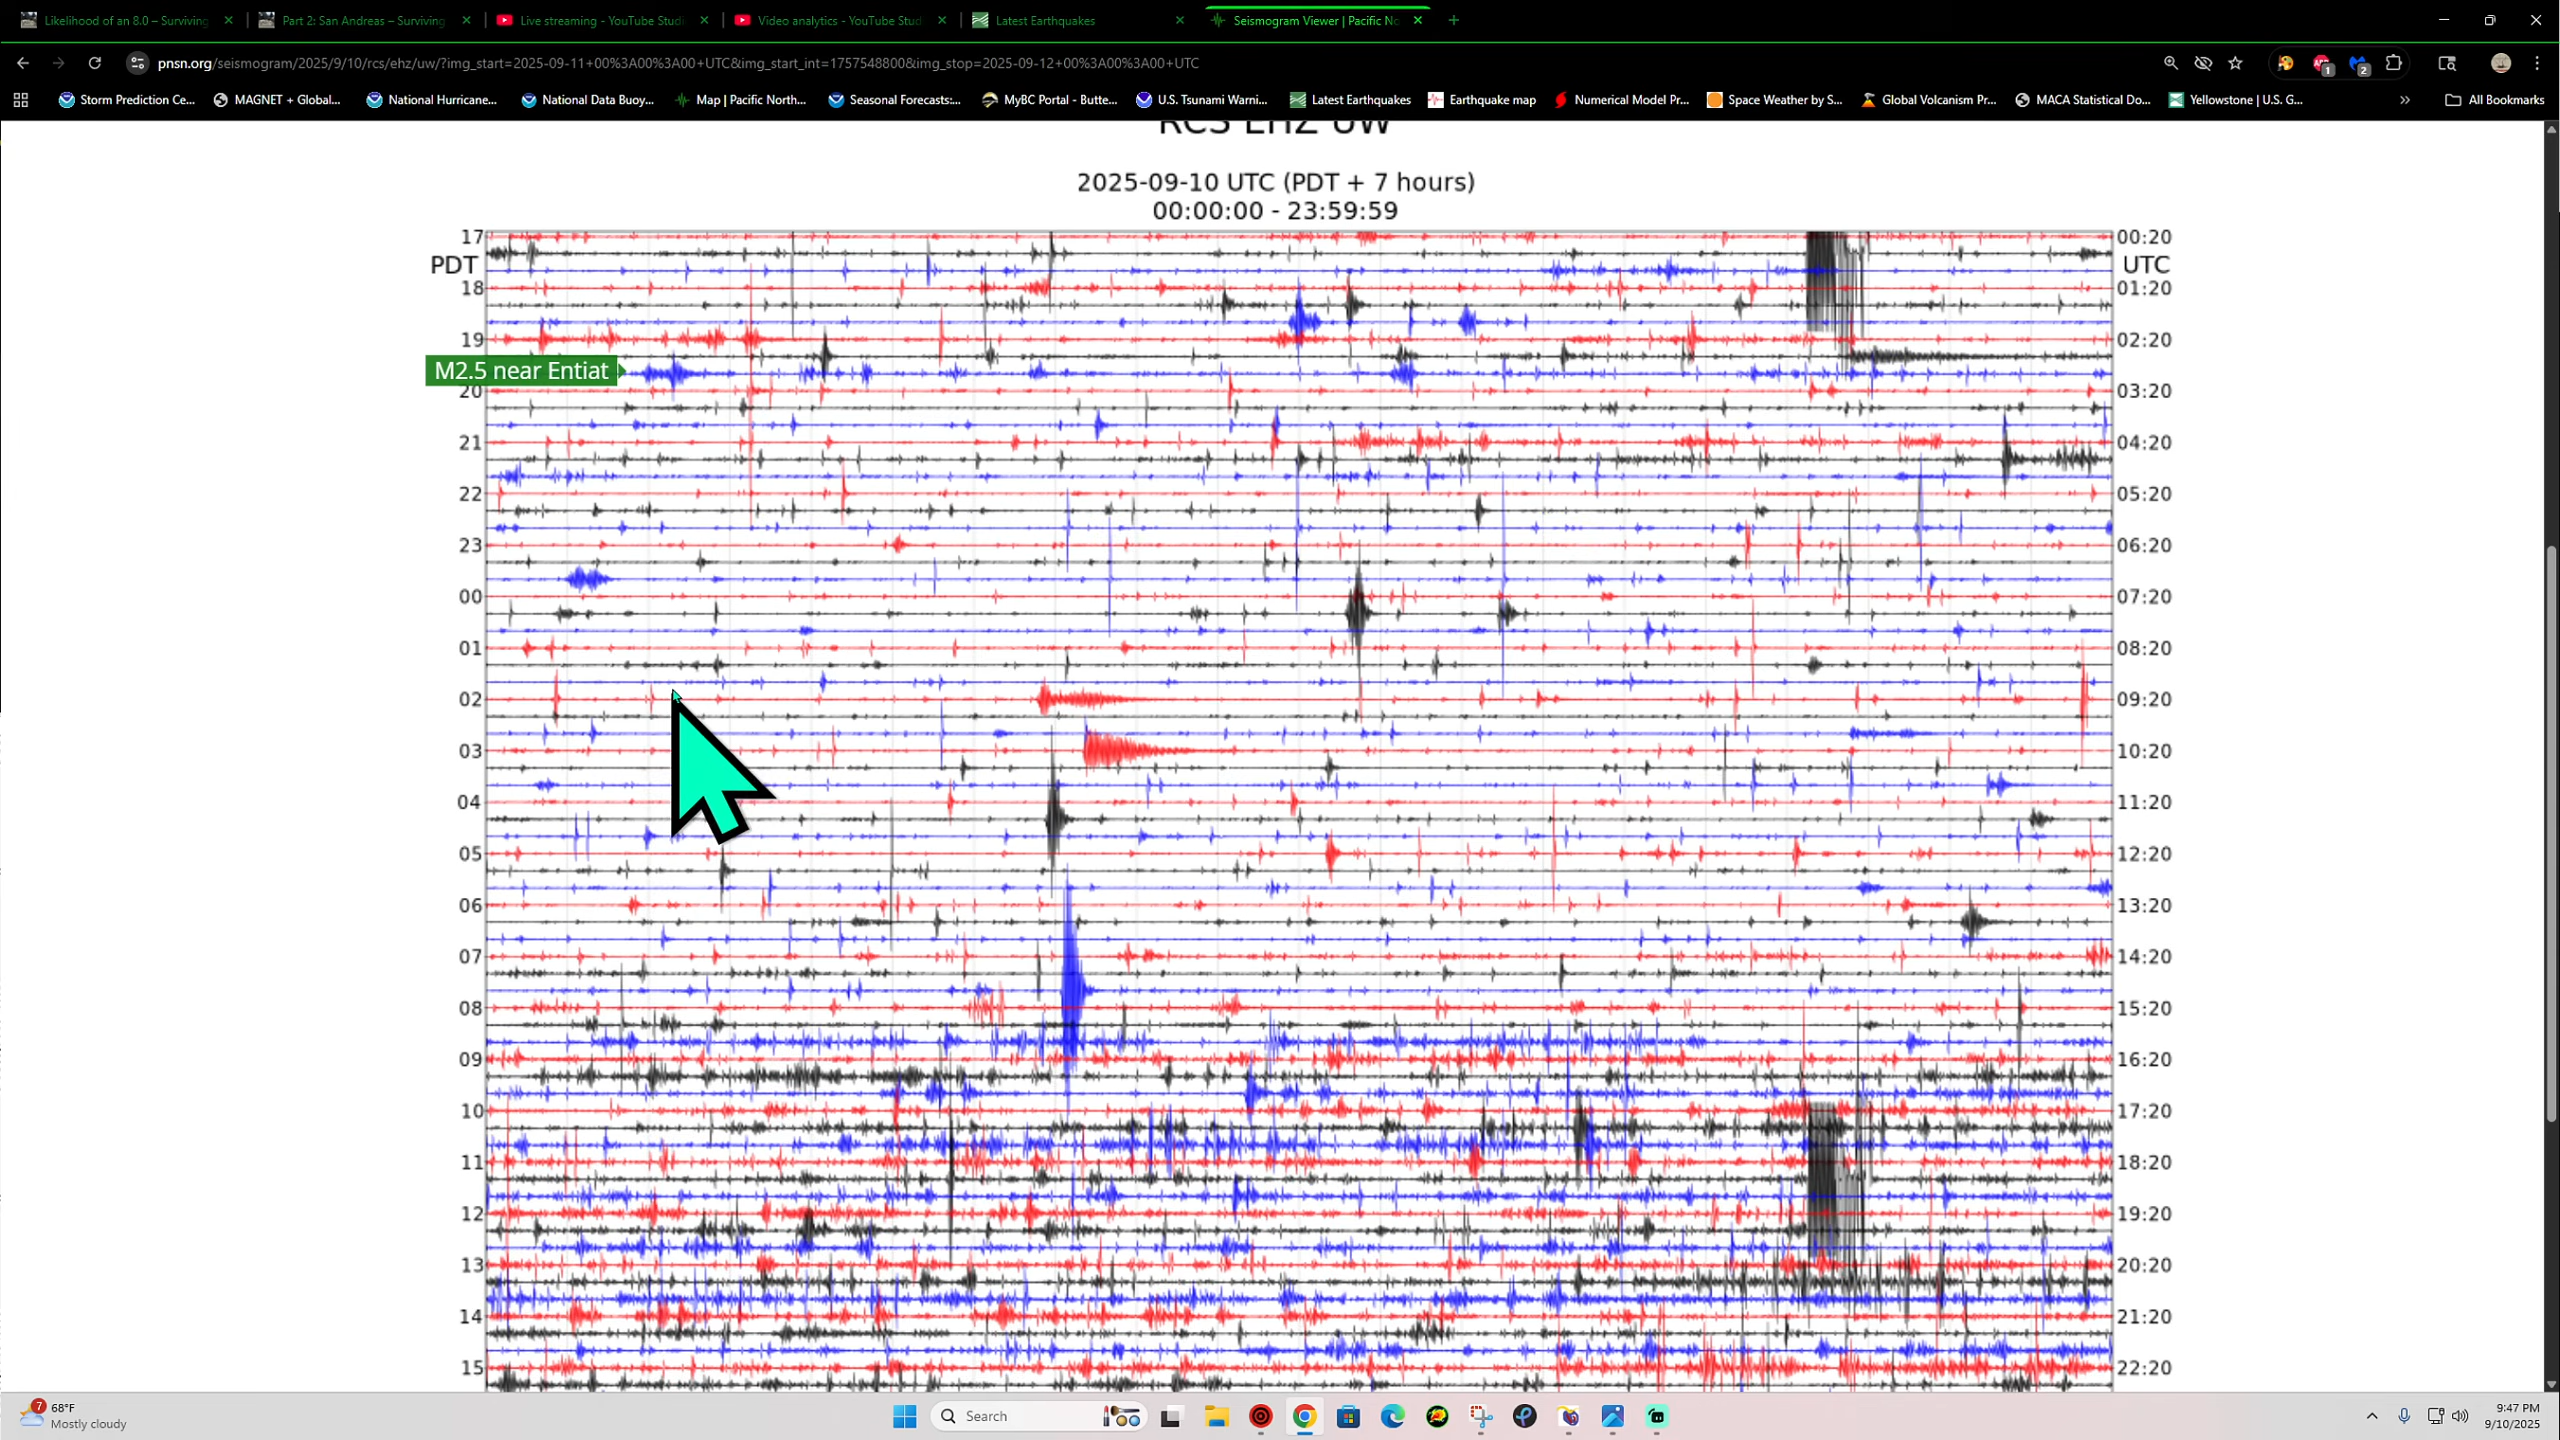 Likelihood of an 8.0 – Surviving
Part 2: San Andreas – Surviving
Live streaming - YouTube Studi
Video analytics - YouTube Stud
Latest Earthquakes
Seismogram Viewer | Pacific No
pnsn.org/seismogram/2025/9/10/rcs/ehz/uw/?img_start=2025-09-11+00%3A00%3A00+UTC&img_start_int=1757548800&img_stop=2025-09-12+00%3A00%3A00+UTC
1
2
Storm Prediction Ce...
MAGNET + Global...
National Hurricane...
National Data Buoy...
Map | Pacific North...
Seasonal Forecasts:...
MyBC Portal - Butte...
U.S. Tsunami Warni...
Latest Earthquakes
Earthquake map
Numerical Model Pr...
Space Weather by S...
Global Volcanism Pr...
MACA Statistical Do...
Yellowstone | U.S. G...
All Bookmarks
RCS EHZ UW
2025-09-10 UTC (PDT + 7 hours)
00:00:00 - 23:59:59
17 00:20
PDT UTC
18 01:20
19 02:20
M2.5 near Entiat
20 03:20
21 04:20
22 05:20
23 06:20
00 07:20
01 08:20
02 09:20
03 10:20
04 11:20
05 12:20
06 13:20
07 14:20
08 15:20
09 16:20
10 17:20
11 18:20
12 19:20
13 20:20
14 21:20
15 22:20
7
68°F
Mostly cloudy
Search
9:47 PM
9/10/2025